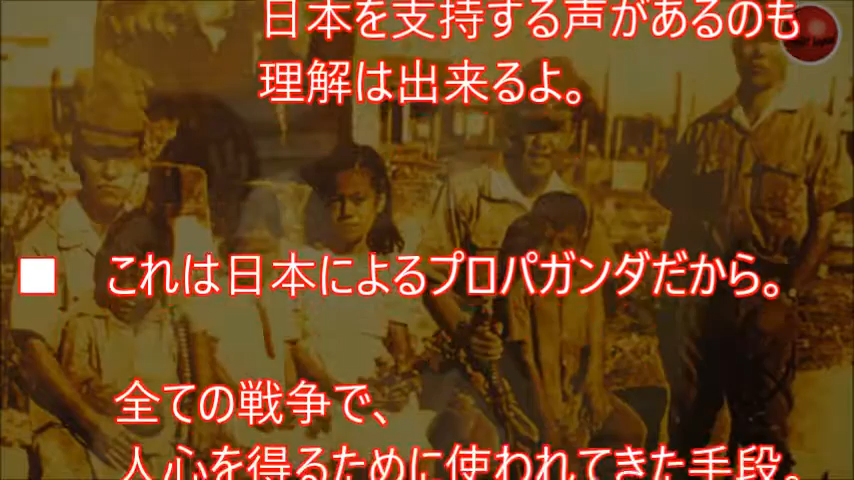 日本を支持する声があるのも
理解は出来るよ。
■ これは日本によるプロパガンダだから。
全ての戦争で、
人心を得るために使われてきた手段。